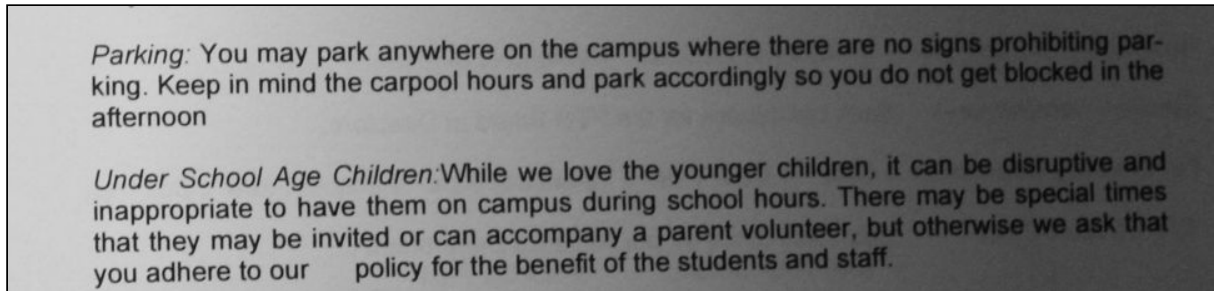 Parking: You may park anywhere on the campus where there are no signs prohibiting par-
king. Keep in mind the carpool hours and park accordingly so you do not get blocked in the
afternoon
Under School Age Children:While we love the younger children, it can be disruptive and
inappropriate to have them on campus during school hours. There may be special times
that they may be invited or can accompany a parent volunteer, but otherwise we ask that
you adhere to our policy for the benefit of the students and staff.